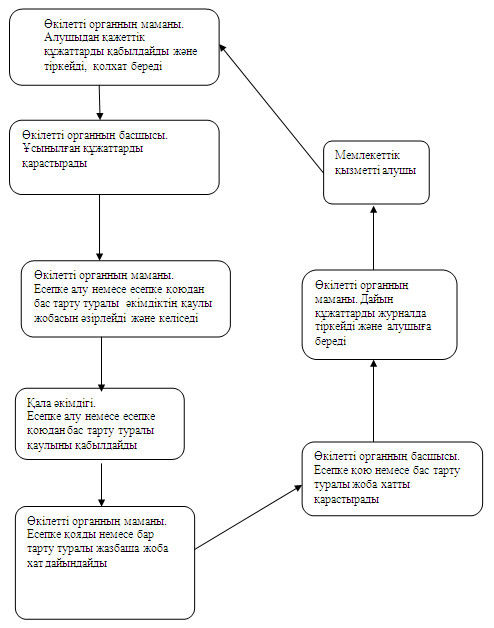 Өкілетті органның маманы.
Алушыдан қажеттік
құжаттарды қабылдайды және
тіркейді, қолхат береді
Өкілетті органның басшысы.
Ұсынылған құжаттарды
қарастырады
Өкілетті органның маманы.
Есепке алу немесе есепке қоюдан
бас тарту туралы әкімдіктің қаулы
жобасын әзірлейді және келіседі
Қала әкімдігі.
Есепке алу немесе есепке
қоюдан бас тарту туралы
қаулыны қабылдайды
Өкілетті органның маманы.
Есепке қояды немесе бар
тарту туралы жазбаша жоба
хат дайындайды
Өкілетті органның басшысы.
Есепке қою немесе бас тарту
туралы жоба хатты
қарастырады
Өкілетті органның
маманы. Дайын
құжаттарды журналда
тіркейді және алушыға
береді
Мемлекеттік
қызметті алушы